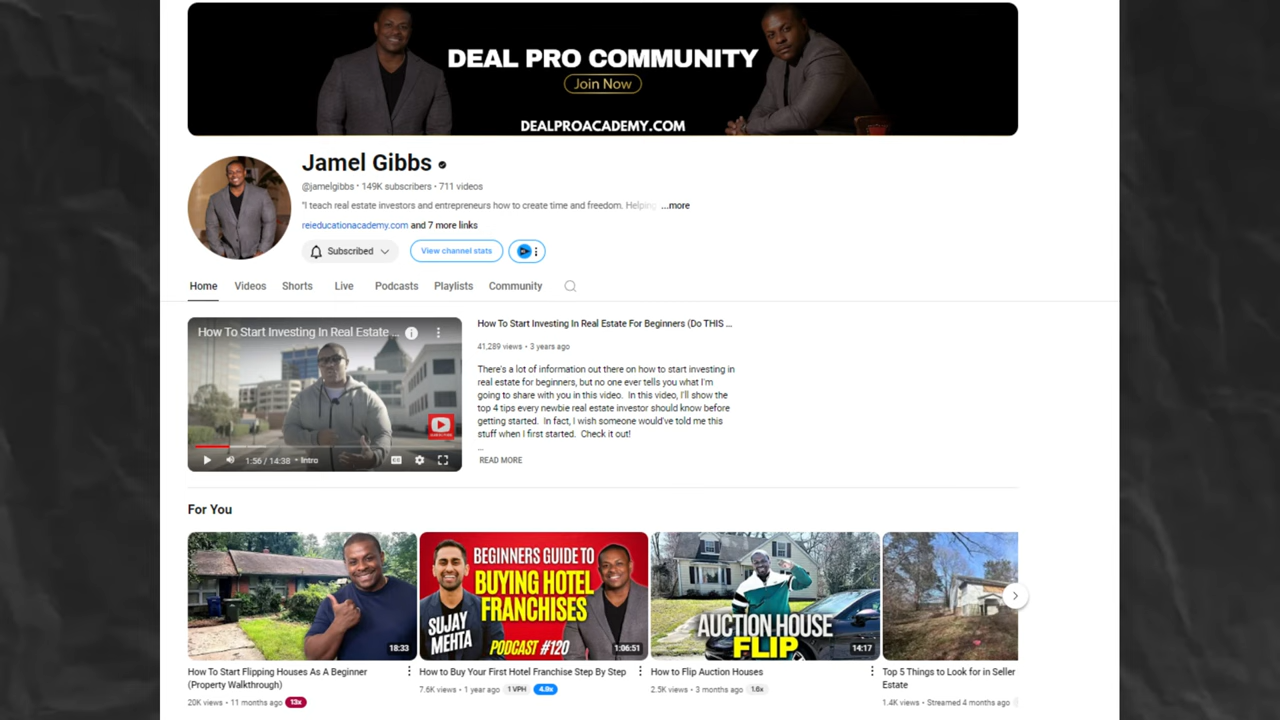 DEAL PRO COMMUNITY
Join Now
DEALPROACADEMY.COM
Jamel Gibbs
@jamelgibbs • 149K subscribers • 711 videos
"I teach real estate investors and entrepreneurs how to create time and freedom. Helping ...more
reieducationacademy.com and 7 more links
Subscribed
View channel stats
Home
Videos
Shorts
Live
Podcasts
Playlists
Community
How To Start Investing In Real Estate ...
1:56 / 14:38 • Intro
How To Start Investing In Real Estate For Beginners (Do THIS ...
41,289 views • 3 years ago
There's a lot of information out there on how to start investing in
real estate for beginners, but no one ever tells you what I'm
going to share with you in this video. In this video, I'll show the
top 4 tips every newbie real estate investor should know before
getting started. In fact, I wish someone would've told me this
stuff when I first started. Check it out!
...
READ MORE
For You
18:33
How To Start Flipping Houses As A Beginner
(Property Walkthrough)
20K views • 11 months ago 13x
BEGINNERS GUIDE TO
BUYING HOTEL
FRANCHISES
SUJAY
MEHTA
PODCAST #120
1:06:51
How to Buy Your First Hotel Franchise Step By Step
7.6K views • 1 year ago 1 VPH 4.8x
AUCTION HOUSE
FLIP
14:17
How to Flip Auction Houses
2.5K views • 3 months ago 1.6x
Top 5 Things to Look for in Seller
Estate
1.4K views • Streamed 4 months ago